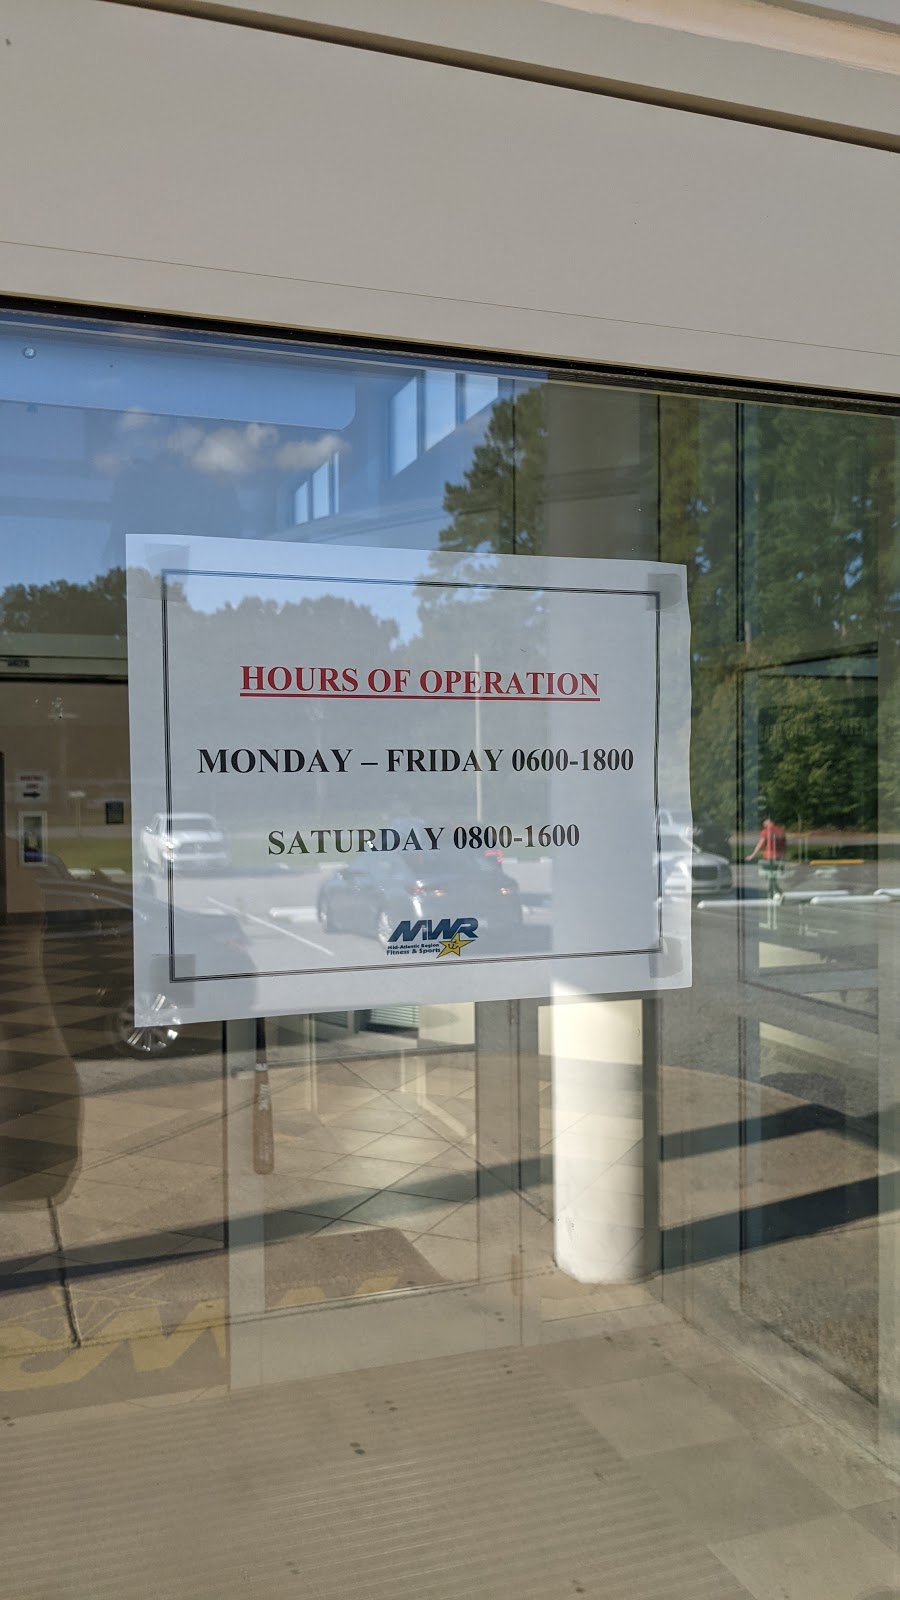 HOURS OF OPERATION
MONDAY – FRIDAY 0600-1800
SATURDAY 0800-1600
MWR
Mid-Atlantic Region
Fitness & Sports